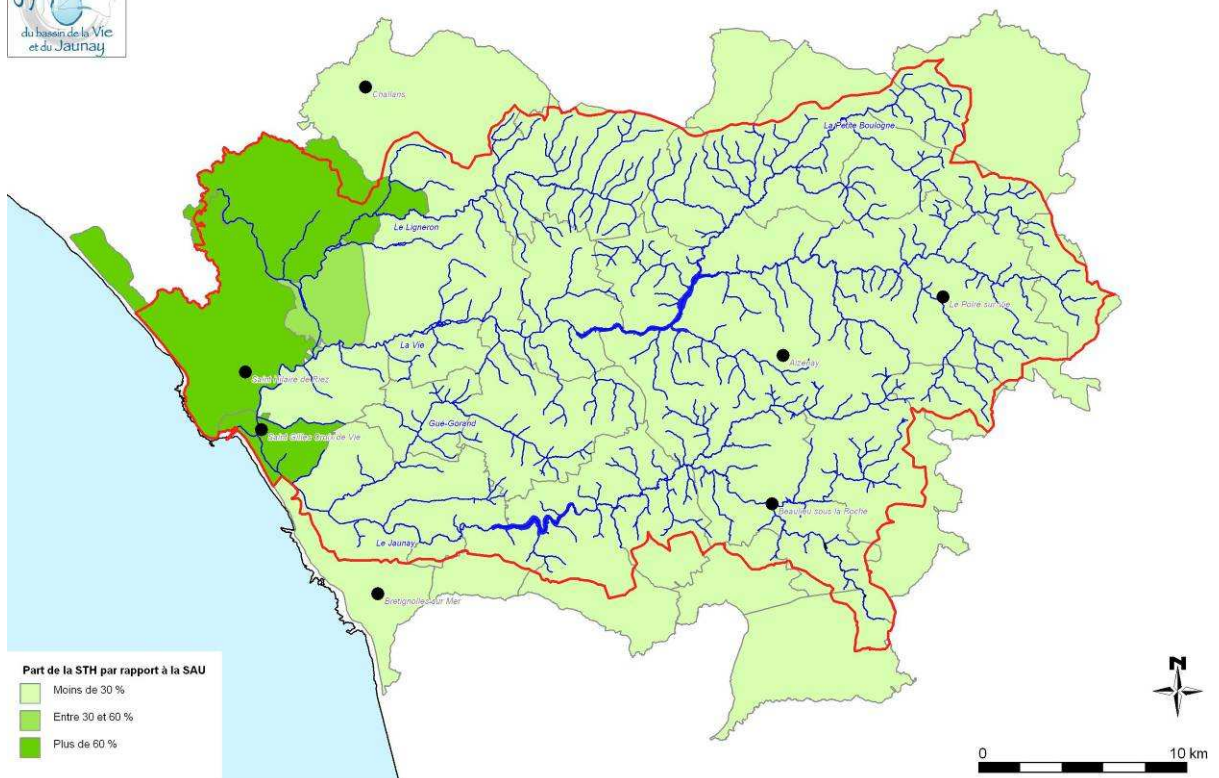 du bassin de la Vie
et du Jaunay
Challans
La Petite Boulogne
Le Ligneron
Le Poire sur Vie
La Vie
Aizenay
Saint Hilaire de Riez
Gue-Gorand
Saint Gilles Croix de Vie
Beaulieu sous la Roche
Le Jaunay
Bretignolles sur Mer
Part de la STH par rapport à la SAU
Moins de 30 %
Entre 30 et 60 %
Plus de 60 %
N
0 10 km